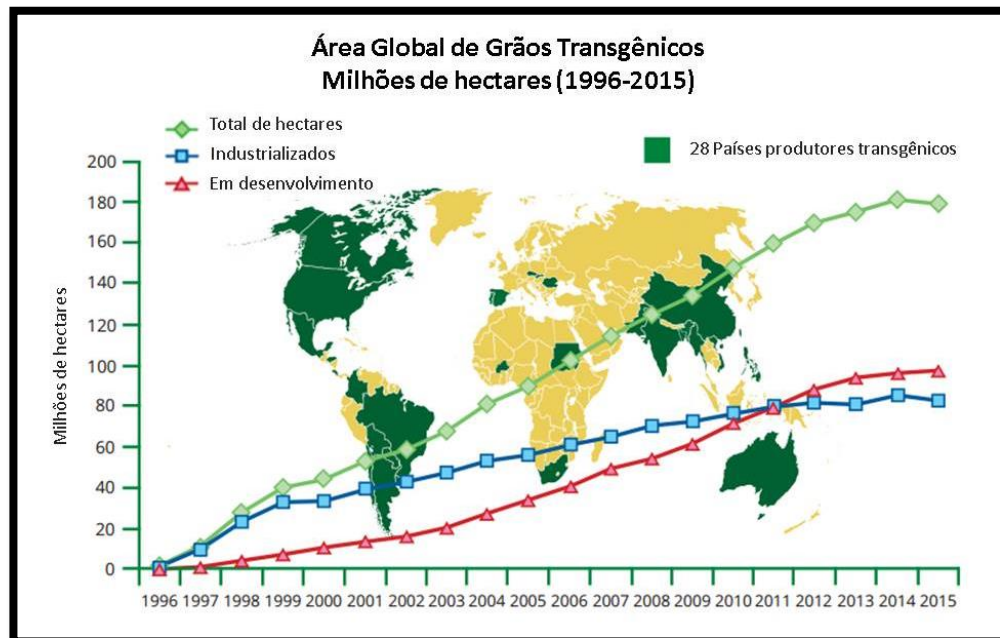 Área Global de Grãos Transgênicos
Milhões de hectares (1996-2015)
Total de hectares
Industrializados
Em desenvolvimento
28 Países produtores transgênicos
Milhões de hectares
200
180
160
140
120
100
80
60
40
20
0
1996 1997 1998 1999 2000 2001 2002 2003 2004 2005 2006 2007 2008 2009 2010 2011 2012 2013 2014 2015